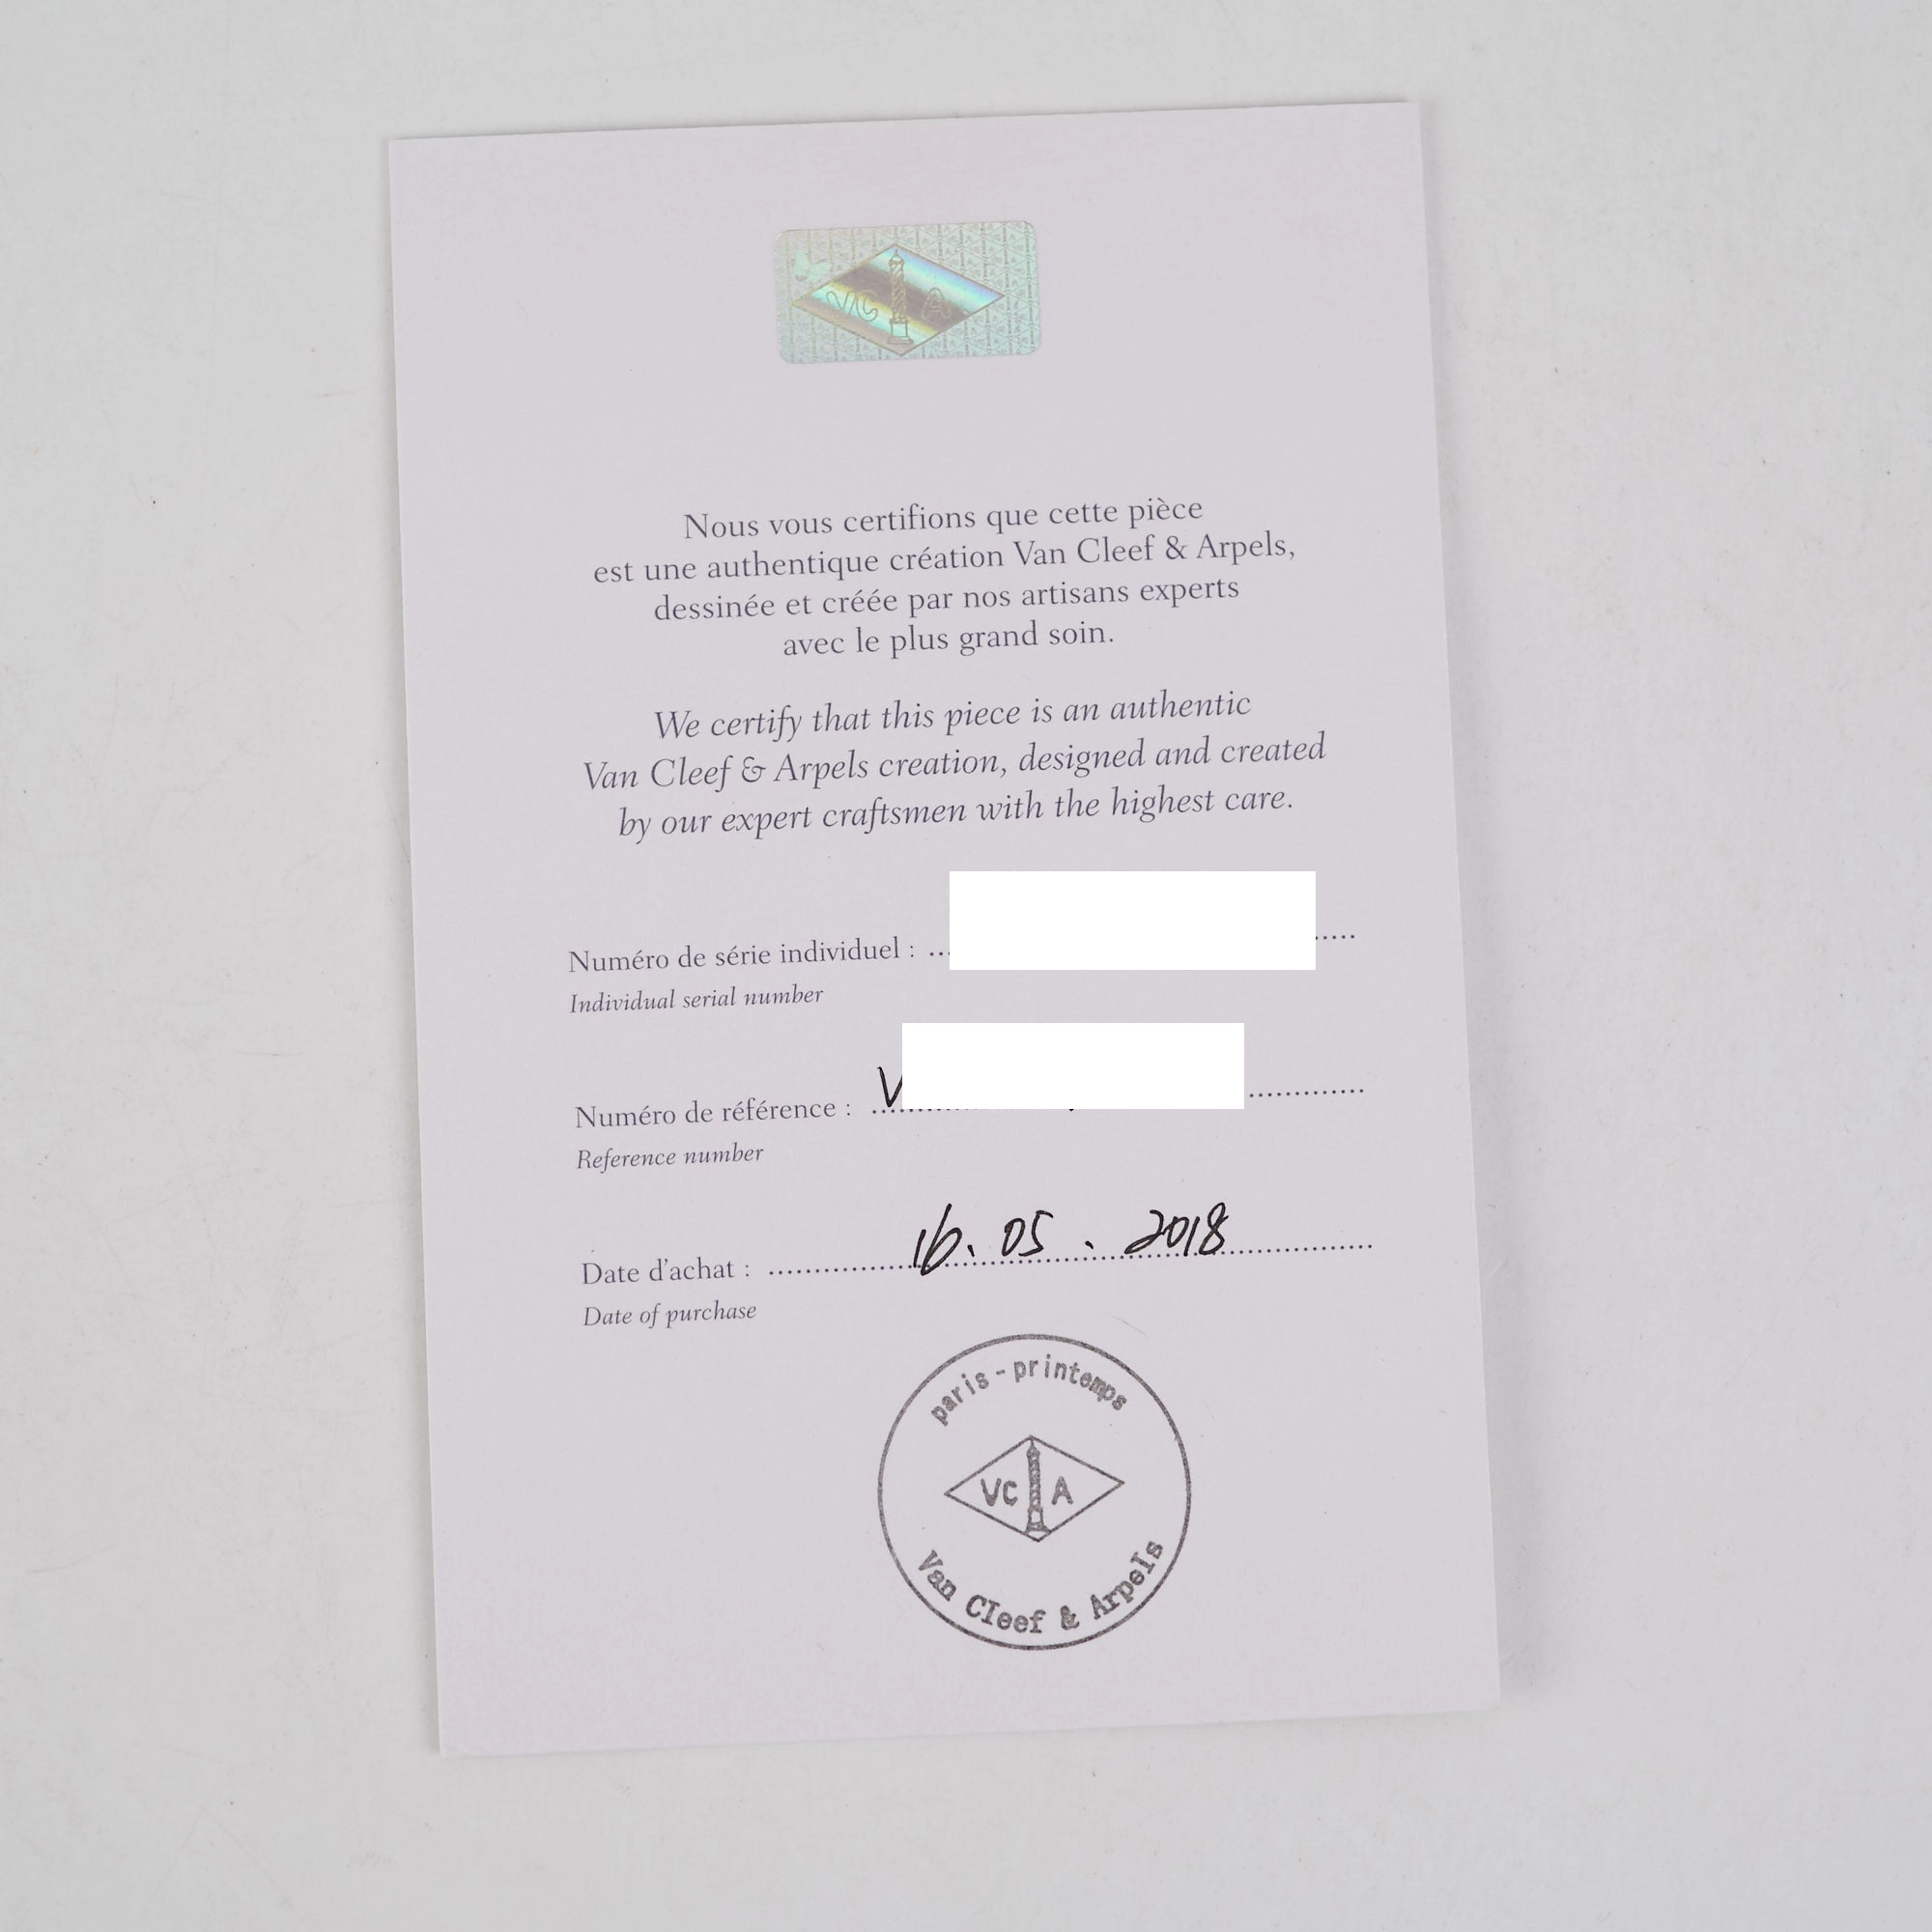 VC A
Nous vous certifions que cette pièce
est une authentique création Van Cleef & Arpels,
dessinée et créée par nos artisans experts
avec le plus grand soin.
We certify that this piece is an authentic
Van Cleef & Arpels creation, designed and created
by our expert craftsmen with the highest care.
Numéro de série individuel :
Individual serial number
Numéro de référence : V
Reference number
Date d'achat : 16. 05 . 2018
Date of purchase
paris-printemps
VC A
Van Cleef & Arpels